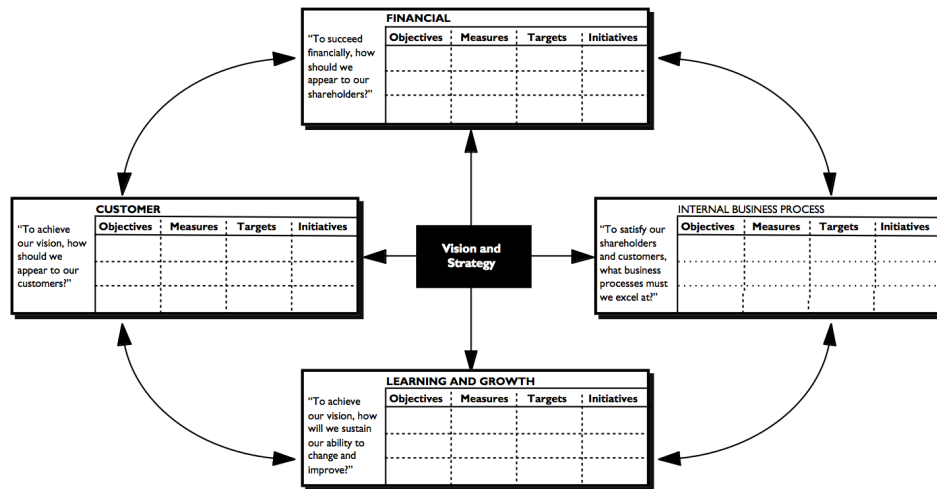 FINANCIAL
Objectives Measures Targets Initiatives
“To succeed
financially, how
should we
appear to our
shareholders?”
CUSTOMER
Objectives Measures Targets Initiatives
“To achieve
our vision, how
should we
appear to our
customers?”
Vision and
Strategy
INTERNAL BUSINESS PROCESS
Objectives Measures Targets Initiatives
“To satisfy our
shareholders
and customers,
what business
processes must
we excel at?”
LEARNING AND GROWTH
Objectives Measures Targets Initiatives
“To achieve
our vision, how
will we sustain
our ability to
change and
improve?”